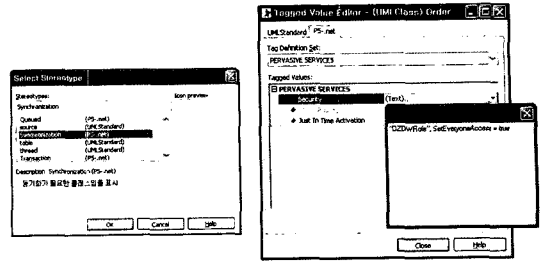 Select Stereotype
Stereotypes:
Icon preview
Synchronization
Queued (PS-.net)
source (UMLStandard)
Synchronization (PS-.net)
table (UMLStandard)
thread (UMLStandard)
Transaction (PS-.net)
Description Synchronization (PS-.net)
동기화가 필요한 클래스임을 표시
OK Cancel Help
Tagged Value Editor - (UMLClass) Order
UMLStandard PS-.net
Tag Definition Set:
PERVASIVE SERVICES
Tagged Values:
PERVASIVE SERVICES
Security (Text)..
Just In Time Activation
SetEveryoneAccess = true
Close Help